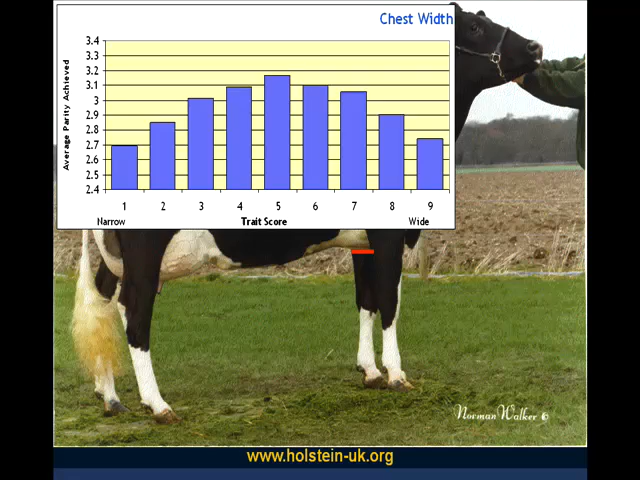 Chest Width
Average Parity Achieved
3.4
3.3
3.2
3.1
3
2.9
2.8
2.7
2.6
2.5
2.4
1 2 3 4 5 6 7 8 9
Narrow Trait Score Wide
Norman Walker ©
www.holstein-uk.org